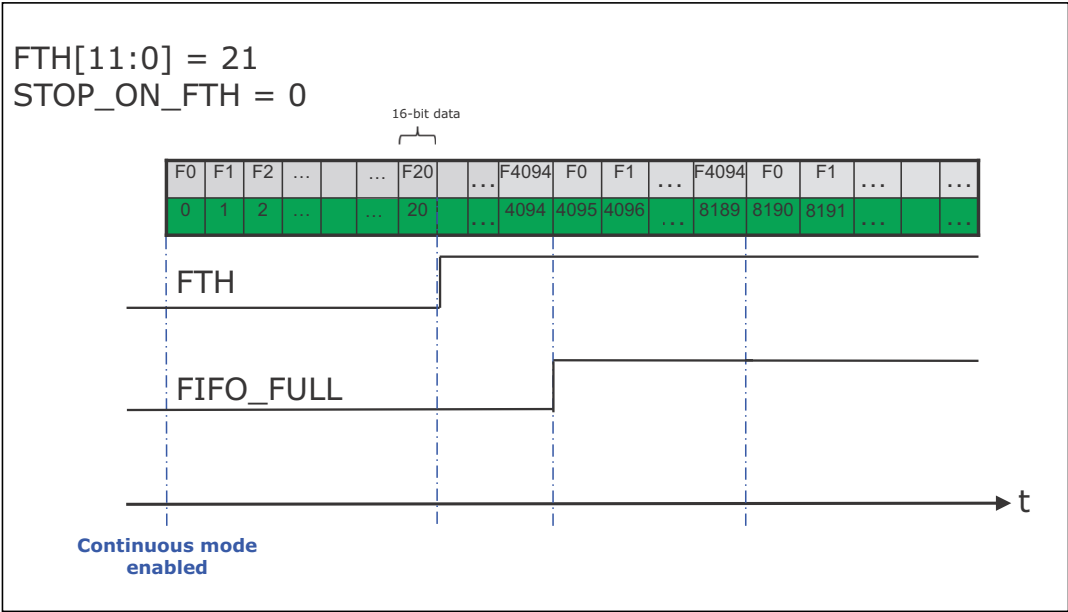 FTH[11:0] = 21
STOP_ON_FTH = 0
16-bit data
F0 F1 F2 ... ... F20 ... F4094 F0 F1 ... F4094 F0 F1 ... ...
0 1 2 ... ... 20 ... 4094 4095 4096 ... 8189 8190 8191 ... ...
FTH
FIFO_FULL
t
Continuous mode
enabled